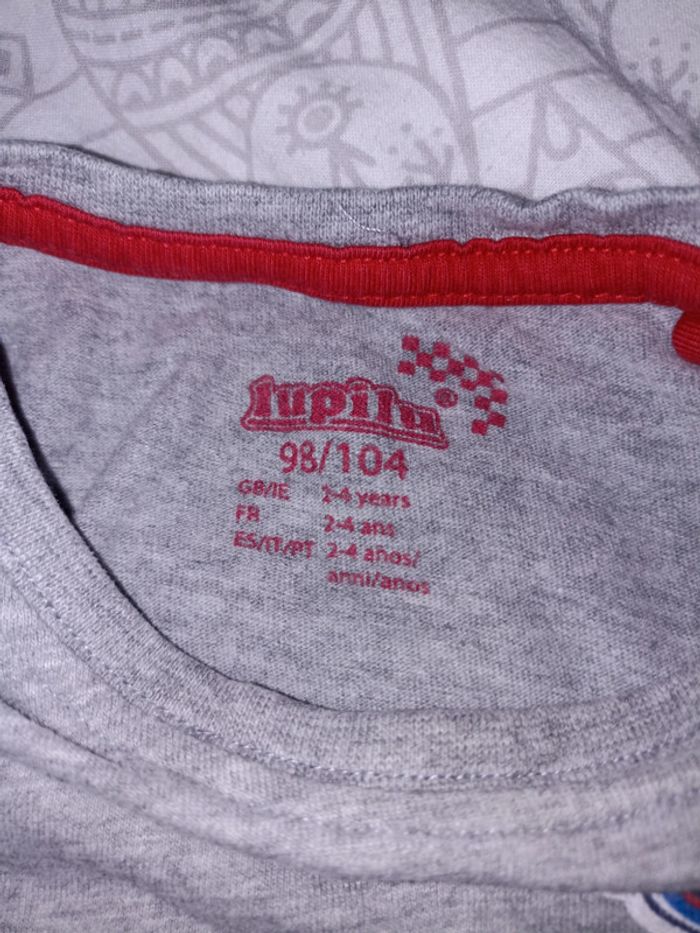 lupilu®
98/104
GB/IE 2-4 years
FR 2-4 ans
ES/IT/PT 2-4 años/
anni/anos